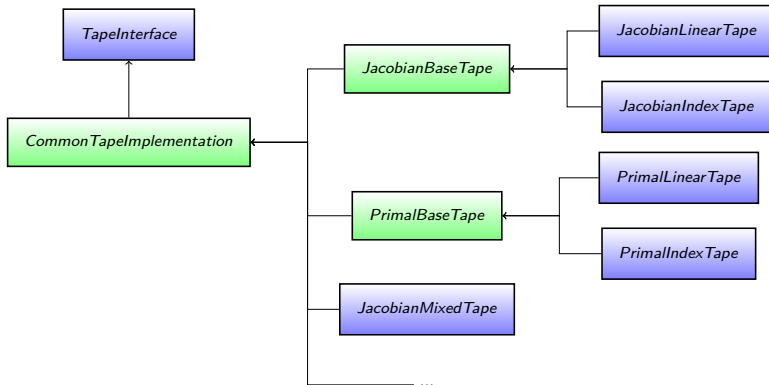 TapeInterface
CommonTapeImplementation
JacobianBaseTape
JacobianLinearTape
JacobianIndexTape
PrimalBaseTape
PrimalLinearTape
PrimalIndexTape
JacobianMixedTape
...